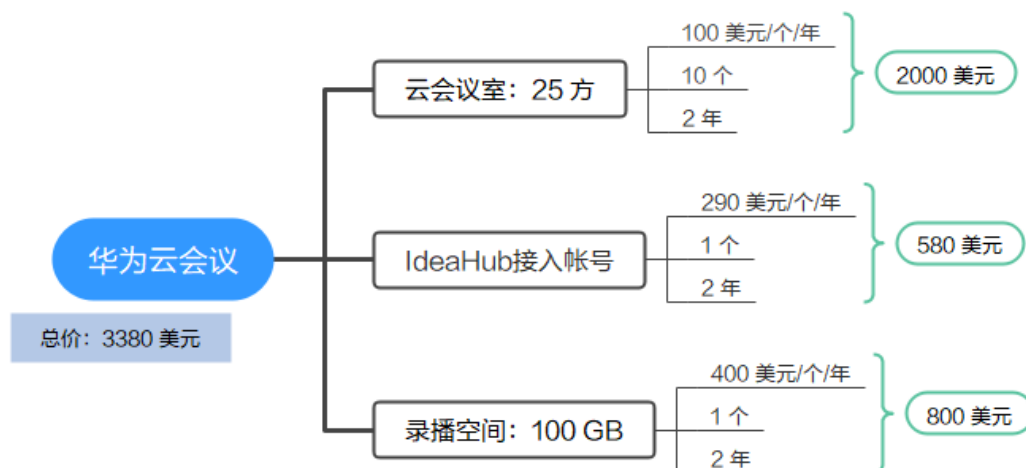 华为云会议
总价：3380 美元
云会议室：25 方
100 美元/个/年
10 个
2 年
2000 美元
IdeaHub接入帐号
290 美元/个/年
1 个
2 年
580 美元
录播空间：100 GB
400 美元/个/年
1 个
2 年
800 美元